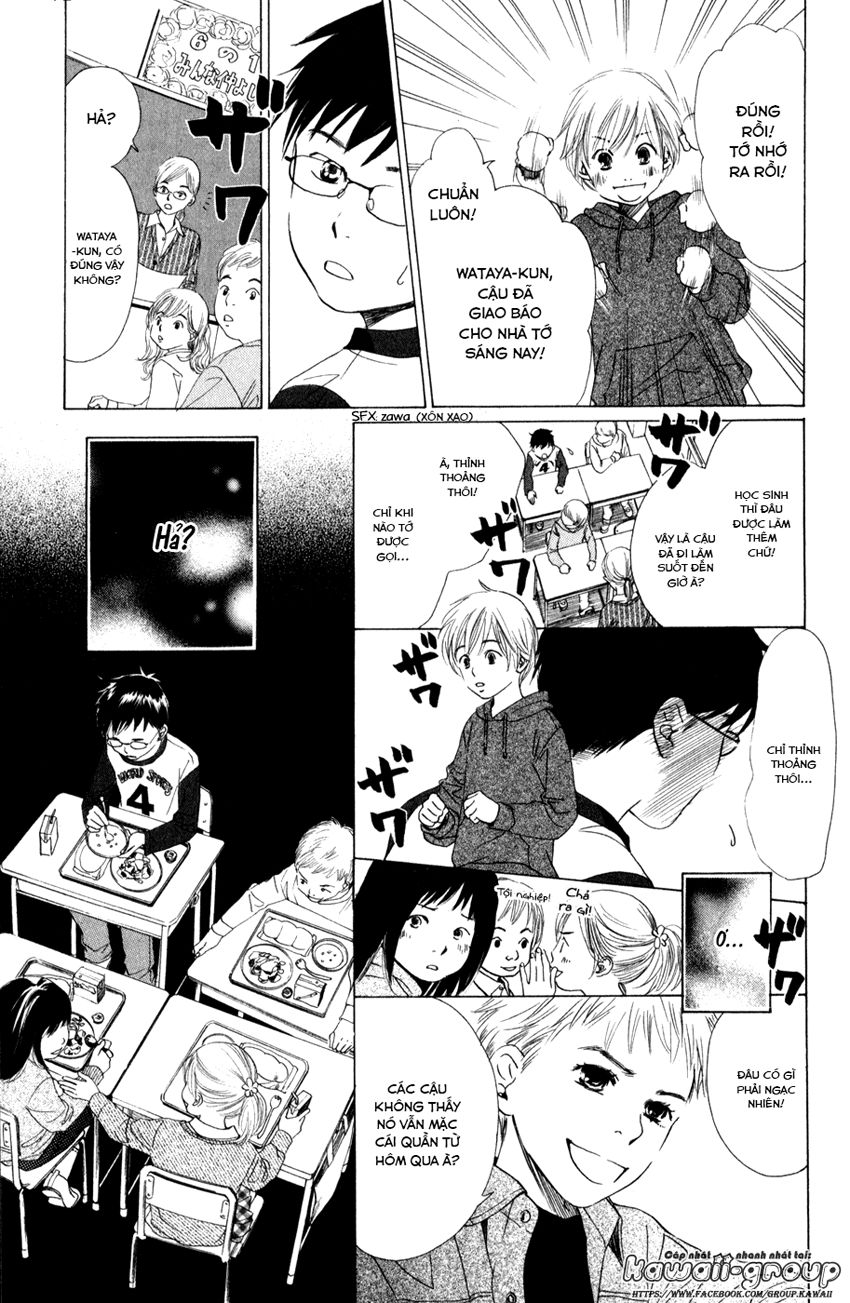 ĐÚNG
RỒI!
TỚ NHỚ
RA RỒI!
CHUẨN
LUÔN!
WATAYA-KUN,
CẬU ĐÃ
GIAO BÁO
CHO NHÀ TỚ
SÁNG NAY!
6の1
みんな仲よし
ザワ
HẢ?
WATAYA
-KUN, CÓ
ĐÚNG VẬY
KHÔNG?
SFX: zawa (XÔN XAO)
HỌC SINH
THÌ ĐÂU
ĐƯỢC LÀM
THÊM
CHỨ!
VẬY LÀ CẬU
ĐÃ ĐI LÀM
SUỐT ĐẾN
GIỜ À?
ザワ
À, THỈNH
THOẢNG
THÔI!
CHỈ KHI
NÀO TỚ
ĐƯỢC
GỌI...
ザワ
Hả?
CHỈ THỈNH
THOẢNG
THÔI...
ザワ
ザワ
4
Ơ...
ザワ
Chả
ra gì!
Tội nghiệp!
ĐÂU CÓ GÌ
PHẢI NGẠC
NHIÊN!
CÁC CẬU
KHÔNG THẤY
NÓ VẪN MẶC
CÁI QUẦN TỪ
HÔM QUA À?
4
Cập nhật nhanh nhất tại:
kawaii-group
HTTPS://WWW.FACEBOOK.COM/GROUP.KAWAII